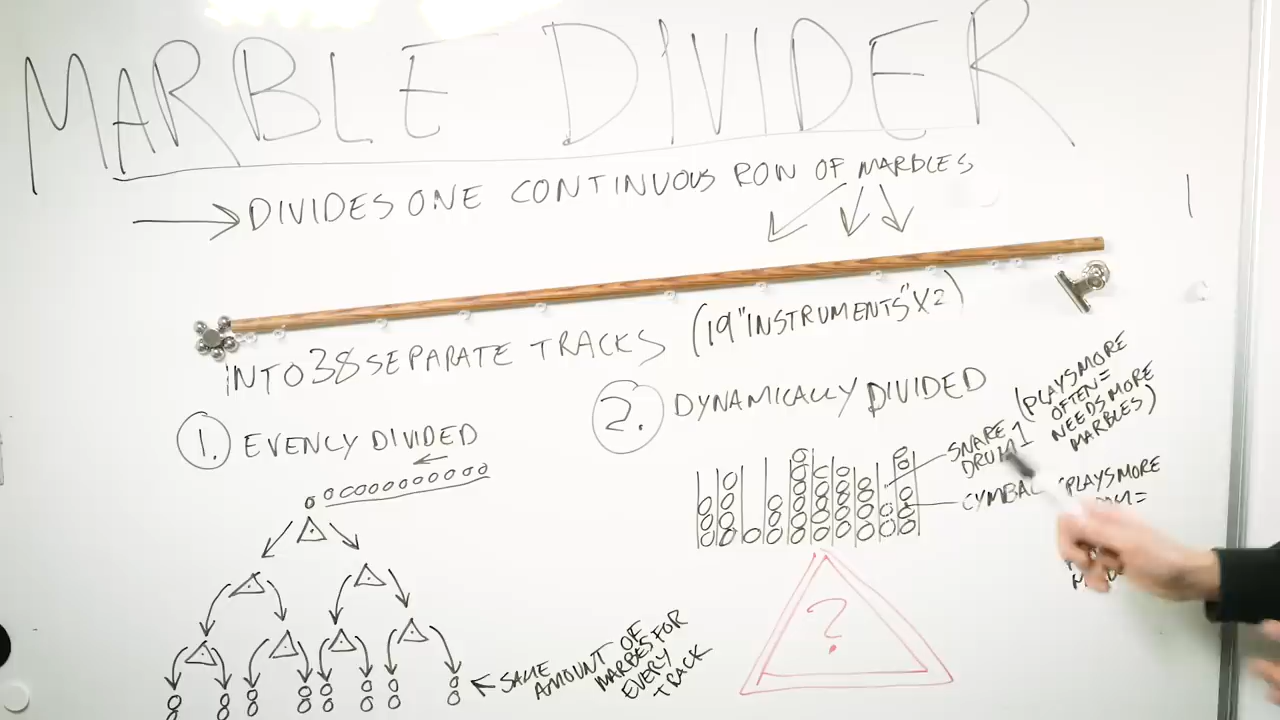 MARBLE DIVIDER
→ DIVIDES ONE CONTINUOUS ROW OF MARBLES
INTO 38 SEPARATE TRACKS (19 "INSTRUMENTS" X2)
1. EVENLY DIVIDED
SAME
AMOUNT OF
MARBES FOR
EVERY
TRACK
2. DYNAMICALLY DIVIDED
SNARE
DRUM 1
(PLAYS MORE
OFTEN =
NEEDS MORE
MARBLES)
CYMBAL
(PLAYS MORE
?